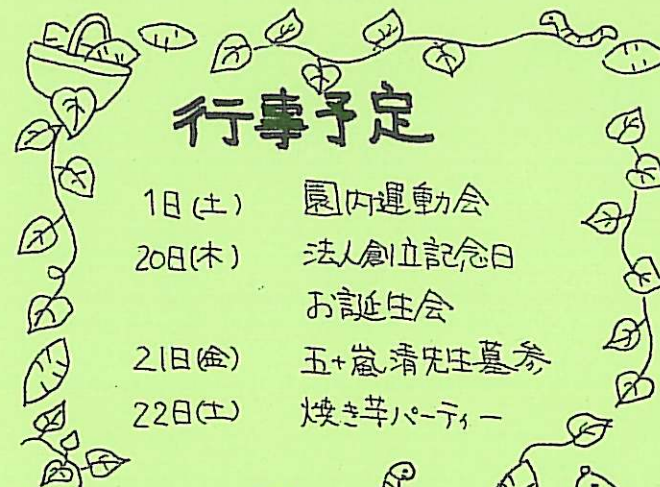 行事予定
1日(土) 園内運動会
20日(木) 法人創立記念日
お誕生会
21日(金) 五十嵐清先生墓参
22日(土) 焼き芋パーティー